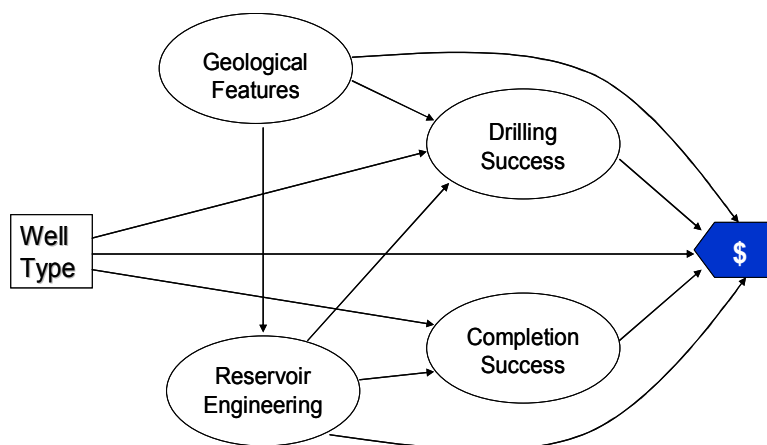 Geological
Features
Drilling
Success
Well
Type
$
Completion
Success
Reservoir
Engineering